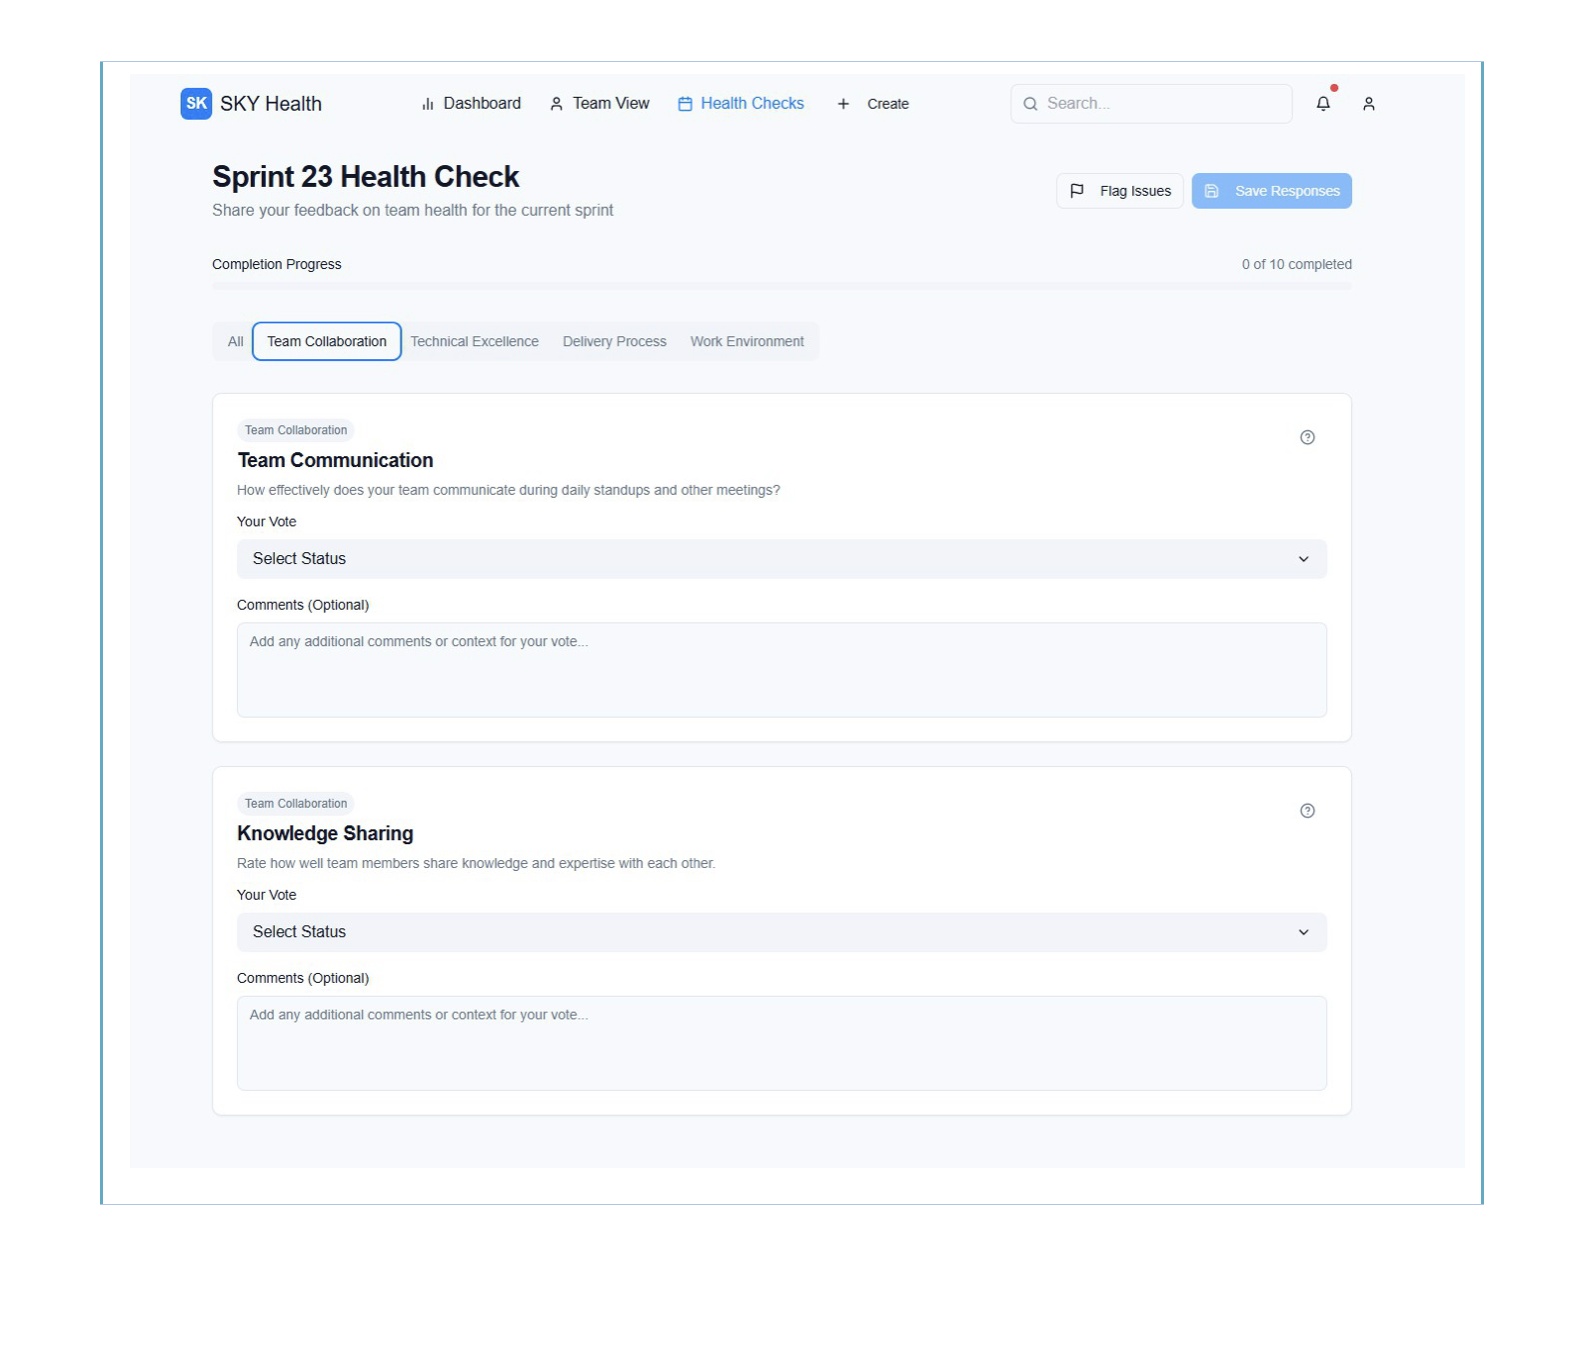 SK SKY Health Dashboard Team View Health Checks Create Search...
Sprint 23 Health Check
Share your feedback on team health for the current sprint
Flag Issues Save Responses
Completion Progress 0 of 10 completed
All Team Collaboration Technical Excellence Delivery Process Work Environment
Team Collaboration
Team Communication
How effectively does your team communicate during daily standups and other meetings?
Your Vote
Select Status
Comments (Optional)
Add any additional comments or context for your vote...
Team Collaboration
Knowledge Sharing
Rate how well team members share knowledge and expertise with each other.
Your Vote
Select Status
Comments (Optional)
Add any additional comments or context for your vote...